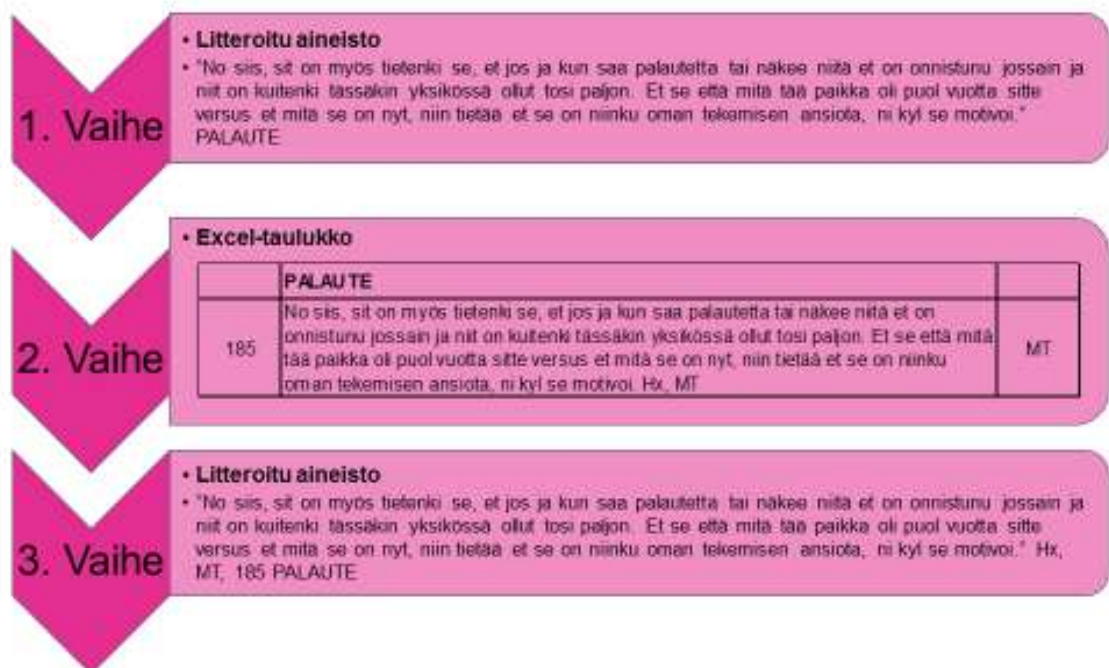 1. Vaihe
• Litteroitu aineisto
• "No siis, sit on myös tietenki se, et jos ja kun saa palautetta tai näkee niitä et on onnistunu jossain ja
niit on kuitenki tässäkin yksikössä ollut tosi paljon. Et se että mitä tää paikka oli puol vuotta sitte
versus et mitä se on nyt, niin tietää et se on niinku oman tekemisen ansiota, ni kyl se motivoi."
PALAUTE
2. Vaihe
• Excel-taulukko
PALAUTE
185
No siis, sit on myös tietenki se, et jos ja kun saa palautetta tai näkee niitä et on
onnistunu jossain ja niit on kuitenki tässäkin yksikössä ollut tosi paljon. Et se että mitä
tää paikka oli puol vuotta sitte versus et mitä se on nyt, niin tietää et se on niinku
oman tekemisen ansiota, ni kyl se motivoi. Hx, MT
MT
3. Vaihe
• Litteroitu aineisto
• "No siis, sit on myös tietenki se, et jos ja kun saa palautetta tai näkee niitä et on onnistunu jossain ja
niit on kuitenki tässäkin yksikössä ollut tosi paljon. Et se että mitä tää paikka oli puol vuotta sitte
versus et mitä se on nyt, niin tietää et se on niinku oman tekemisen ansiota, ni kyl se motivoi." Hx,
MT, 185 PALAUTE